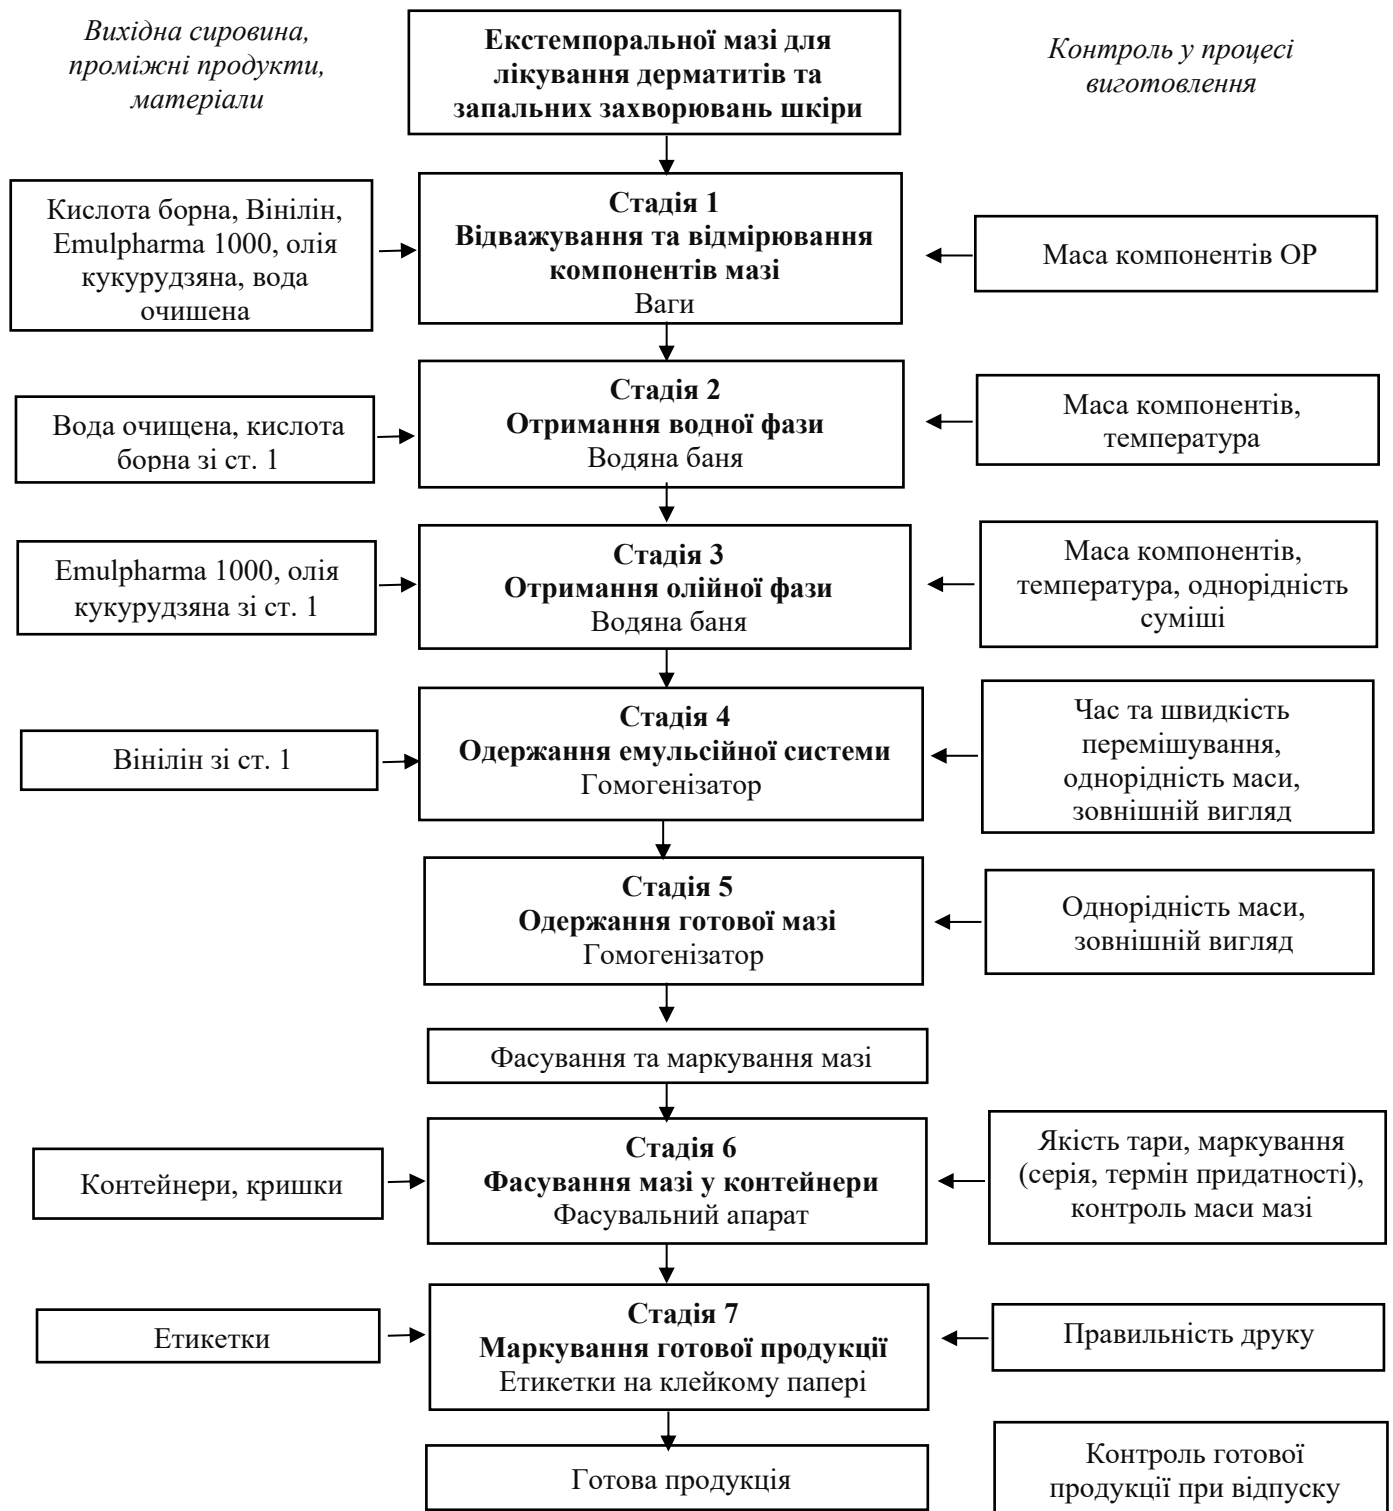 Вихідна сировина,
проміжні продукти,
матеріали
Екстемпоральної мазі для
лікування дерматитів та
запальних захворювань шкіри
Контроль у процесі
виготовлення
Кислота борна, Вінілін,
Emulpharma 1000, олія
кукурудзяна, вода
очишена
Стадія 1
Відважування та відмірювання
компонентів мазі
Ваги
Маса компонентів ОР
Вода очищена, кислота
борна зі ст. 1
Стадія 2
Отримання водної фази
Водяна баня
Маса компонентів,
температура
Emulpharma 1000, олія
кукурудзяна зі ст. 1
Стадія 3
Отримання олійної фази
Водяна баня
Маса компонентів,
температура, однорідність
суміші
Вінілін зі ст. 1
Стадія 4
Одержання емульсійної системи
Гомогенізатор
Час та швидкість
перемішування,
однорідність маси,
зовнішній вигляд
Стадія 5
Одержання готової мазі
Гомогенізатор
Однорідність маси,
зовнішній вигляд
Фасування та маркування мазі
Контейнери, кришки
Стадія 6
Фасування мазі у контейнери
Фасувальний апарат
Якість тари, маркування
(серія, термін придатності),
контроль маси мазі
Етикетки
Стадія 7
Маркування готової продукції
Етикетки на клейкому папері
Правильність друку
Готова продукція
Контроль готової
продукції при відпуску